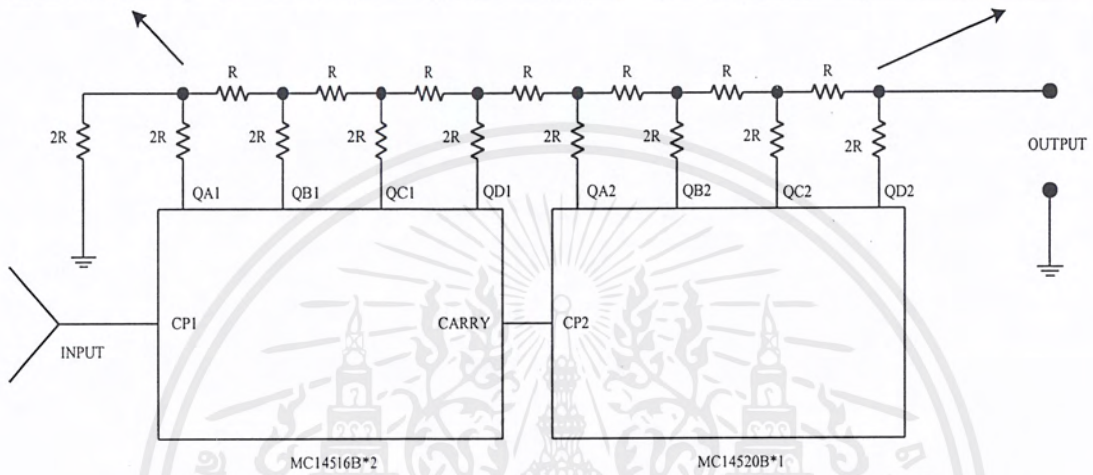 R R R R R R R
2R 2R 2R 2R 2R 2R 2R 2R 2R
OUTPUT
QA1 QB1 QC1 QD1 QA2 QB2 QC2 QD2
CP1 CARRY CP2
INPUT
MC14516B*2 MC14520B*1